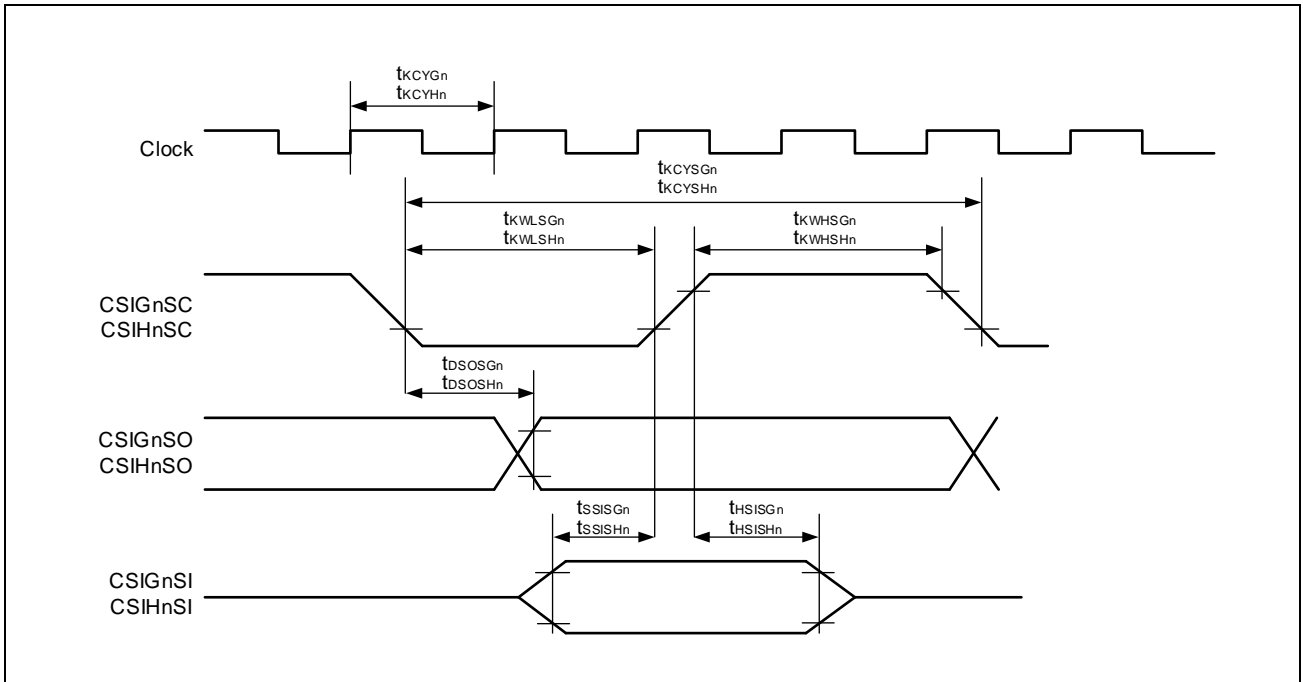 tKCYGn
tKCYHn
Clock
tKCYSGn
tKCYSHn
tKWLSGn
tKWLSHn
tKWHSGn
tKWHSHn
CSIGnSC
CSIHnSC
tDSOSGn
tDSOSHn
CSIGnSO
CSIHnSO
tSSISGn
tSSISHn
tHSISGn
tHSISHn
CSIGnSI
CSIHnSI